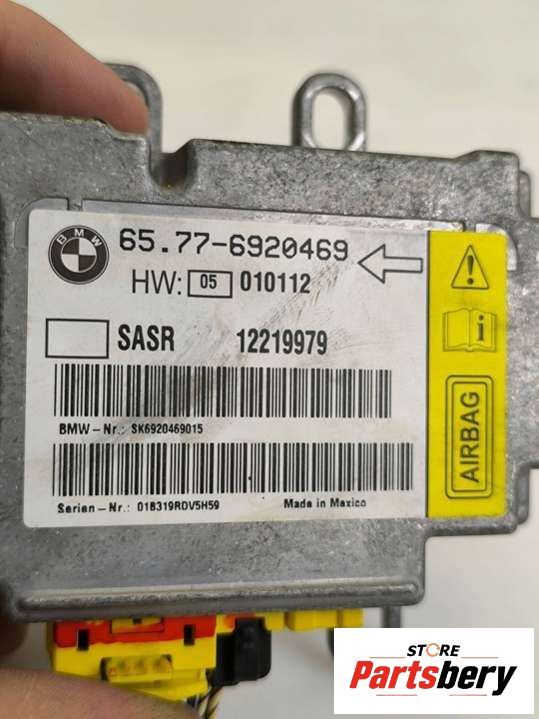 BMW
65.77-6920469
HW: 05 010112
SASR 12219979
BMW-Nr.: SK6920469015
Serien-Nr.: 018319RDV5H59 Made in Mexico
i
AIRBAG
STORE
Partsbery